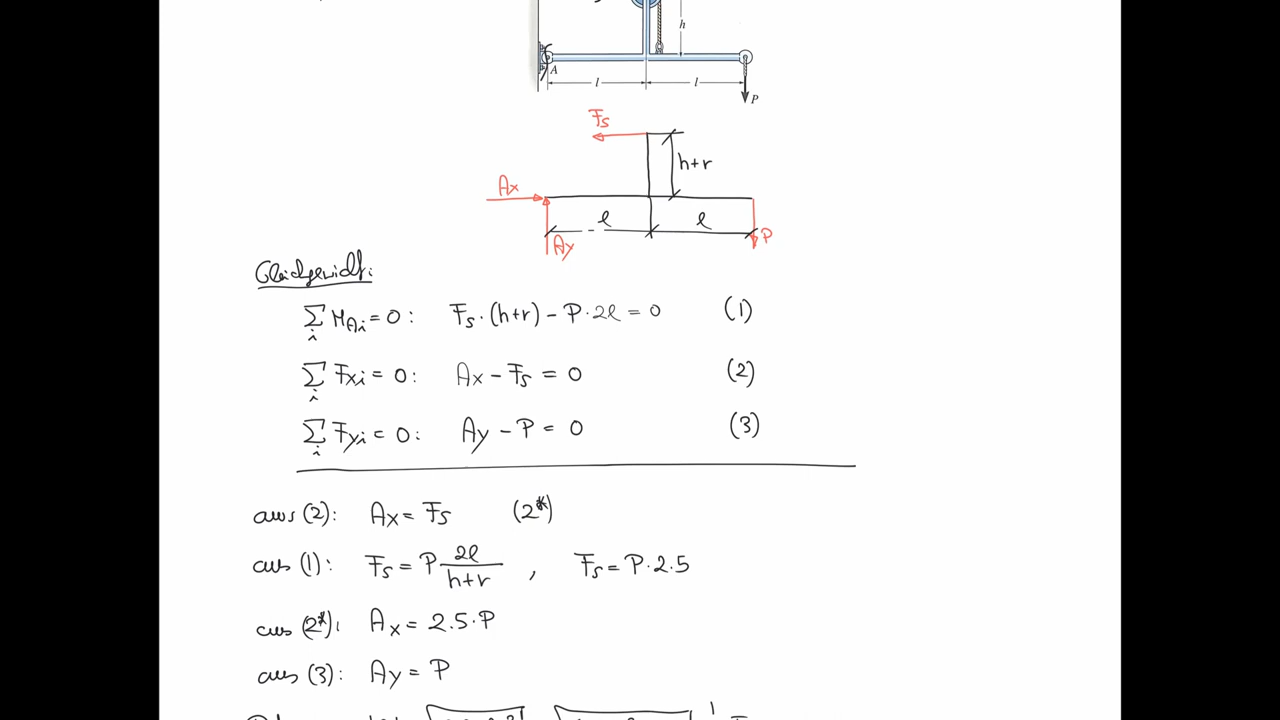 h
A
l
l
P
Fs
h+r
Ax
l
l
Ay
P
Gleichgewicht:
∑i MAi = 0: Fs · (h+r) - P · 2l = 0 (1)
∑i Fxi = 0: Ax - Fs = 0 (2)
∑i Fyi = 0: Ay - P = 0 (3)
aus (2): Ax = Fs (2*)
aus (1): Fs = P 2l/(h+r) , Fs = P · 2.5
aus (2*): Ax = 2.5 · P
aus (3): Ay = P